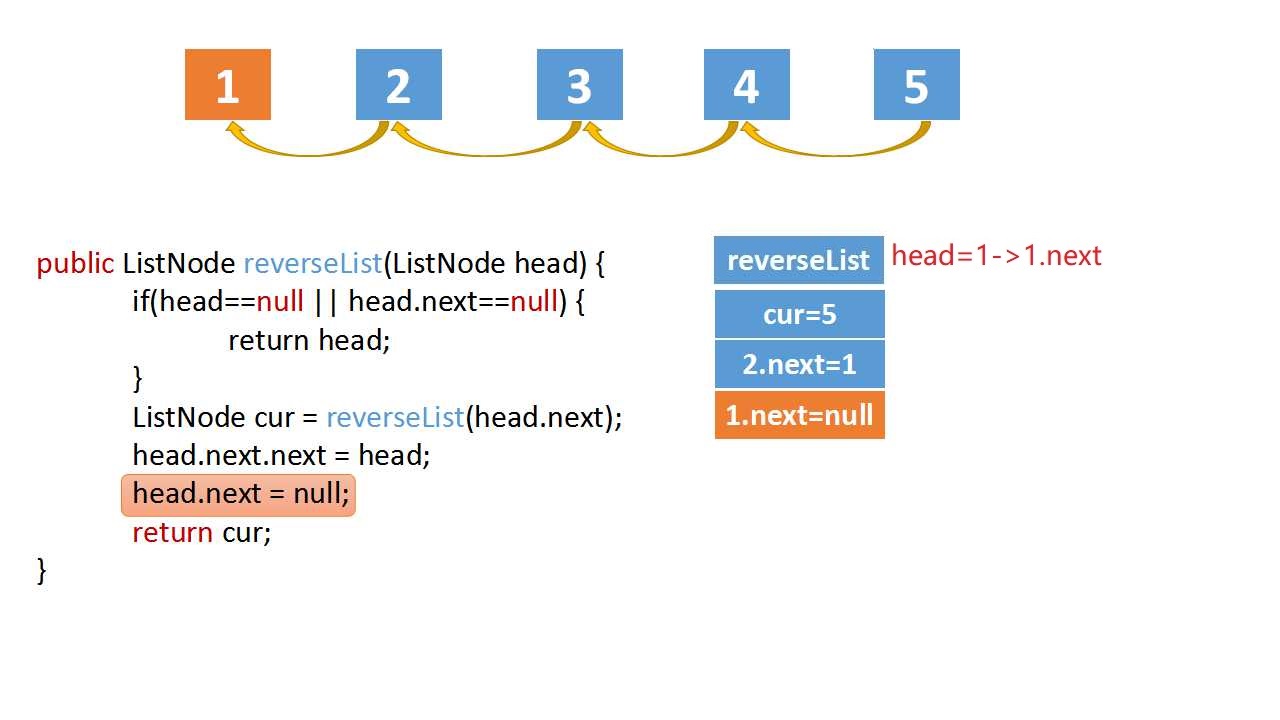 1 2 3 4 5
public ListNode reverseList(ListNode head) {
if(head==null || head.next==null) {
return head;
}
ListNode cur = reverseList(head.next);
head.next.next = head;
head.next = null;
return cur;
}
reverseList head=1->1.next
cur=5
2.next=1
1.next=null